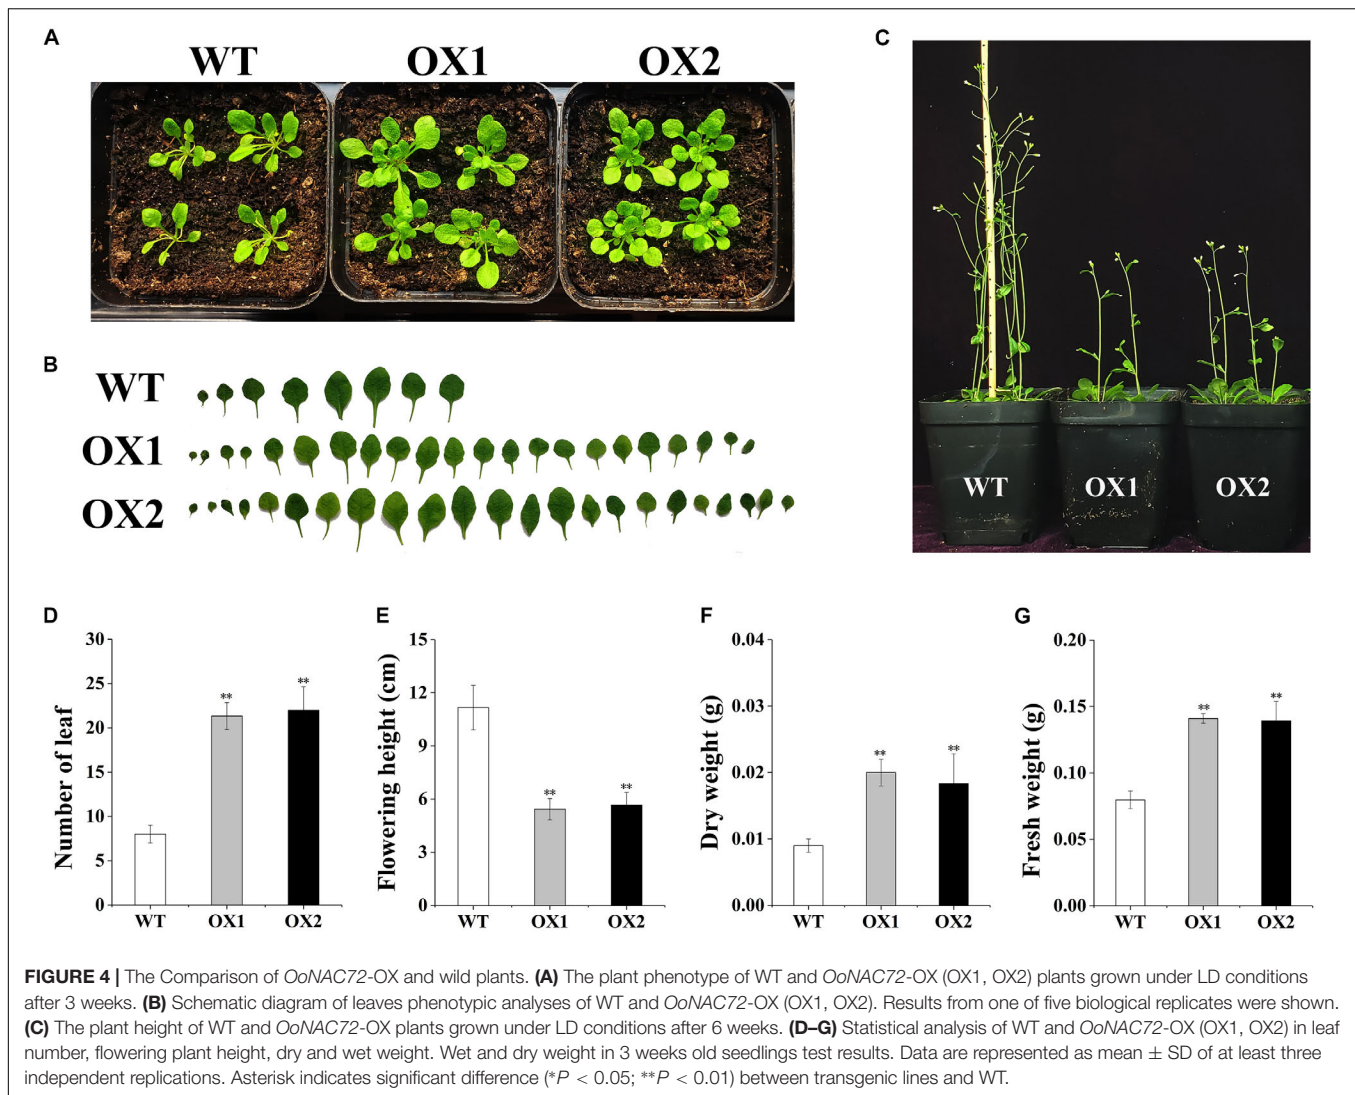 A
WT OX1 OX2
B
WT
OX1
OX2
C
WT OX1 OX2
D
Number of leaf
30
25
20
15
10
5
0
**
**
WT OX1 OX2
E
Flowering height (cm)
15
12
9
6
3
0
**
**
WT OX1 OX2
F
Dry weight (g)
0.04
0.03
0.02
0.01
0.00
**
**
WT OX1 OX2
G
Fresh weight (g)
0.20
0.15
0.10
0.05
0.00
**
**
WT OX1 OX2
FIGURE 4 | The Comparison of OoNAC72-OX and wild plants. (A) The plant phenotype of WT and OoNAC72-OX (OX1, OX2) plants grown under LD conditions
after 3 weeks. (B) Schematic diagram of leaves phenotypic analyses of WT and OoNAC72-OX (OX1, OX2). Results from one of five biological replicates were shown.
(C) The plant height of WT and OoNAC72-OX plants grown under LD conditions after 6 weeks. (D–G) Statistical analysis of WT and OoNAC72-OX (OX1, OX2) in leaf
number, flowering plant height, dry and wet weight. Wet and dry weight in 3 weeks old seedlings test results. Data are represented as mean ± SD of at least three
independent replications. Asterisk indicates significant difference (*P < 0.05; **P < 0.01) between transgenic lines and WT.